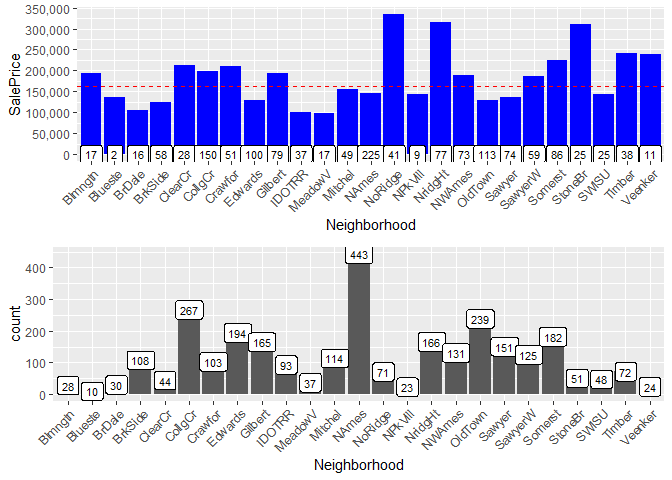 350,000
300,000
250,000
200,000
150,000
100,000
50,000
0
SalePrice
17 2 16 58 28 150 51 100 79 37 17 49 225 41 9 77 73 113 74 59 86 25 25 38 11
Blmngtn Blueste BrDale BrkSide ClearCr CollgCr Crawfor Edwards Gilbert IDOTRR MeadowV Mitchel NAmes NoRidge NPkVill NridgHt NWAmes OldTown Sawyer SawyerW Somerst StoneBr SWISU Timber Veenker
Neighborhood
400
300
200
100
0
count
28 10 30 108 44 267 103 194 165 93 37 114 443 71 23 166 131 239 151 125 182 51 48 72 24
Blmngtn Blueste BrDale BrkSide ClearCr CollgCr Crawfor Edwards Gilbert IDOTRR MeadowV Mitchel NAmes NoRidge NPkVill NridgHt NWAmes OldTown Sawyer SawyerW Somerst StoneBr SWISU Timber Veenker
Neighborhood